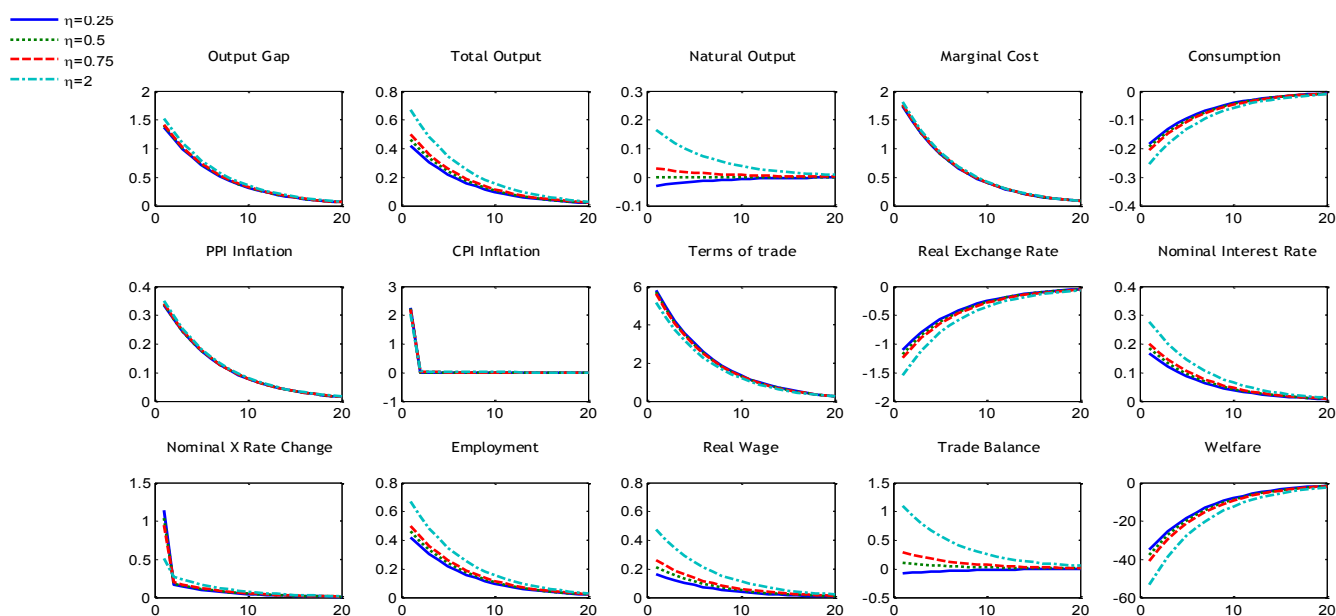 η=0.25
η=0.5
η=0.75
η=2
Output Gap
Total Output
Natural Output
Marginal Cost
Consumption
2
1.5
1
0.5
0
0 10 20
0.8
0.6
0.4
0.2
0
0 10 20
0.3
0.2
0.1
0
-0.1
0 10 20
2
1.5
1
0.5
0
0 10 20
0
-0.1
-0.2
-0.3
-0.4
0 10 20
PPI Inflation
CPI Inflation
Terms of trade
Real Exchange Rate
Nominal Interest Rate
0.4
0.3
0.2
0.1
0
0 10 20
3
2
1
0
-1
0 10 20
6
4
2
0
0 10 20
0
-0.5
-1
-1.5
-2
0 10 20
0.4
0.3
0.2
0.1
0
0 10 20
Nominal X Rate Change
Employment
Real Wage
Trade Balance
Welfare
1.5
1
0.5
0
0 10 20
0.8
0.6
0.4
0.2
0
0 10 20
0.8
0.6
0.4
0.2
0
0 10 20
1.5
1
0.5
0
-0.5
0 10 20
0
-20
-40
-60
0 10 20